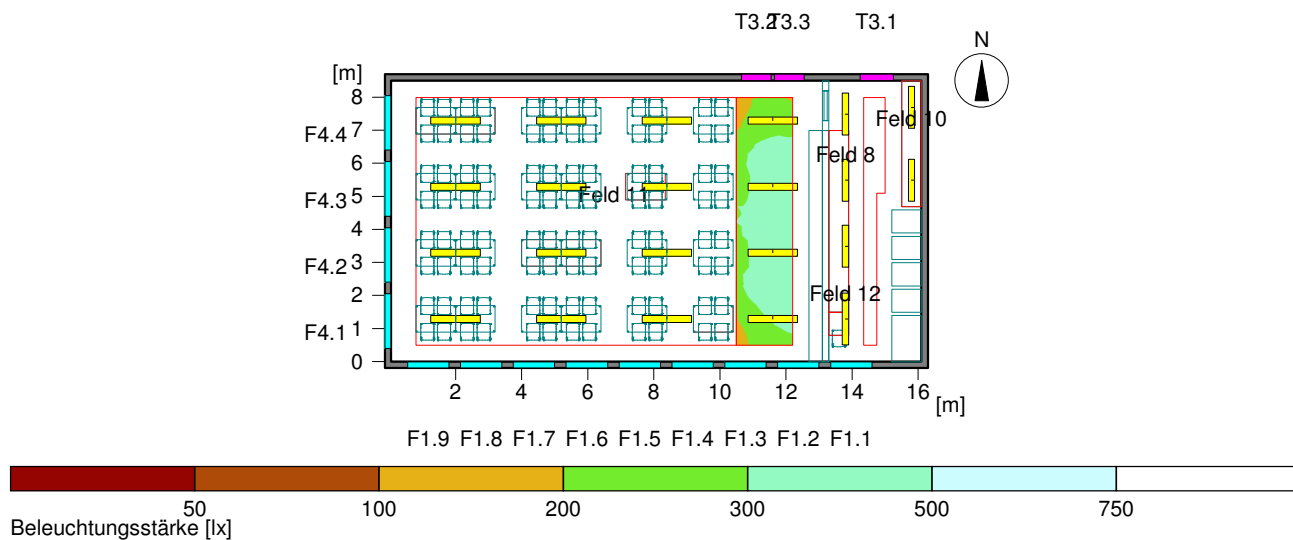 T3.2 T3.3 T3.1
N
[m]
8
7
6
5
4
3
2
1
0
F4.4
F4.3
F4.2
F4.1
Feld 10
Feld 8
Feld 11
Feld 12
2 4 6 8 10 12 14 16
[m]
F1.9 F1.8 F1.7 F1.6 F1.5 F1.4 F1.3 F1.2 F1.1
50 100 200 300 500 750
Beleuchtungsstärke [lx]